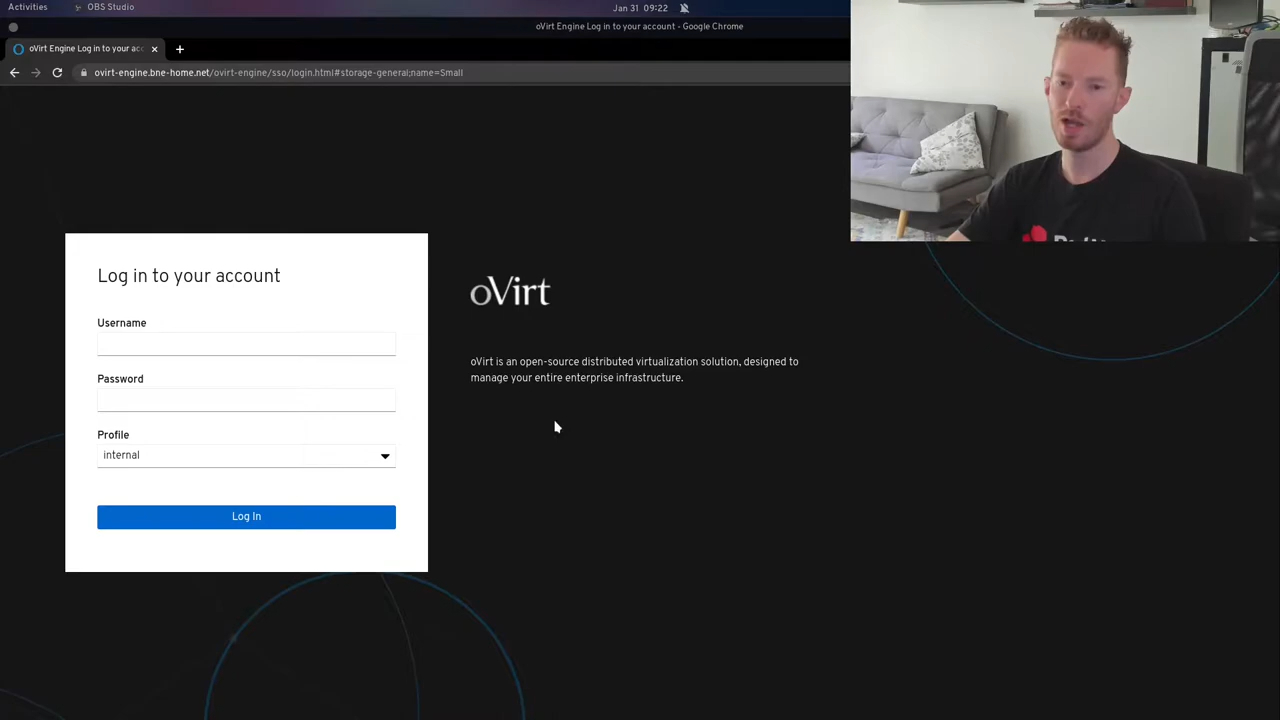 Activities
OBS Studio
Jan 31 09:22
oVirt Engine Log in to your account - Google Chrome
oVirt Engine Log in to your acc
ovirt-engine.bne-home.net/ovirt-engine/sso/login.html#storage-general;name=Small
Log in to your account
Username
Password
Profile
internal
Log In
oVirt
oVirt is an open-source distributed virtualization solution, designed to
manage your entire enterprise infrastructure.